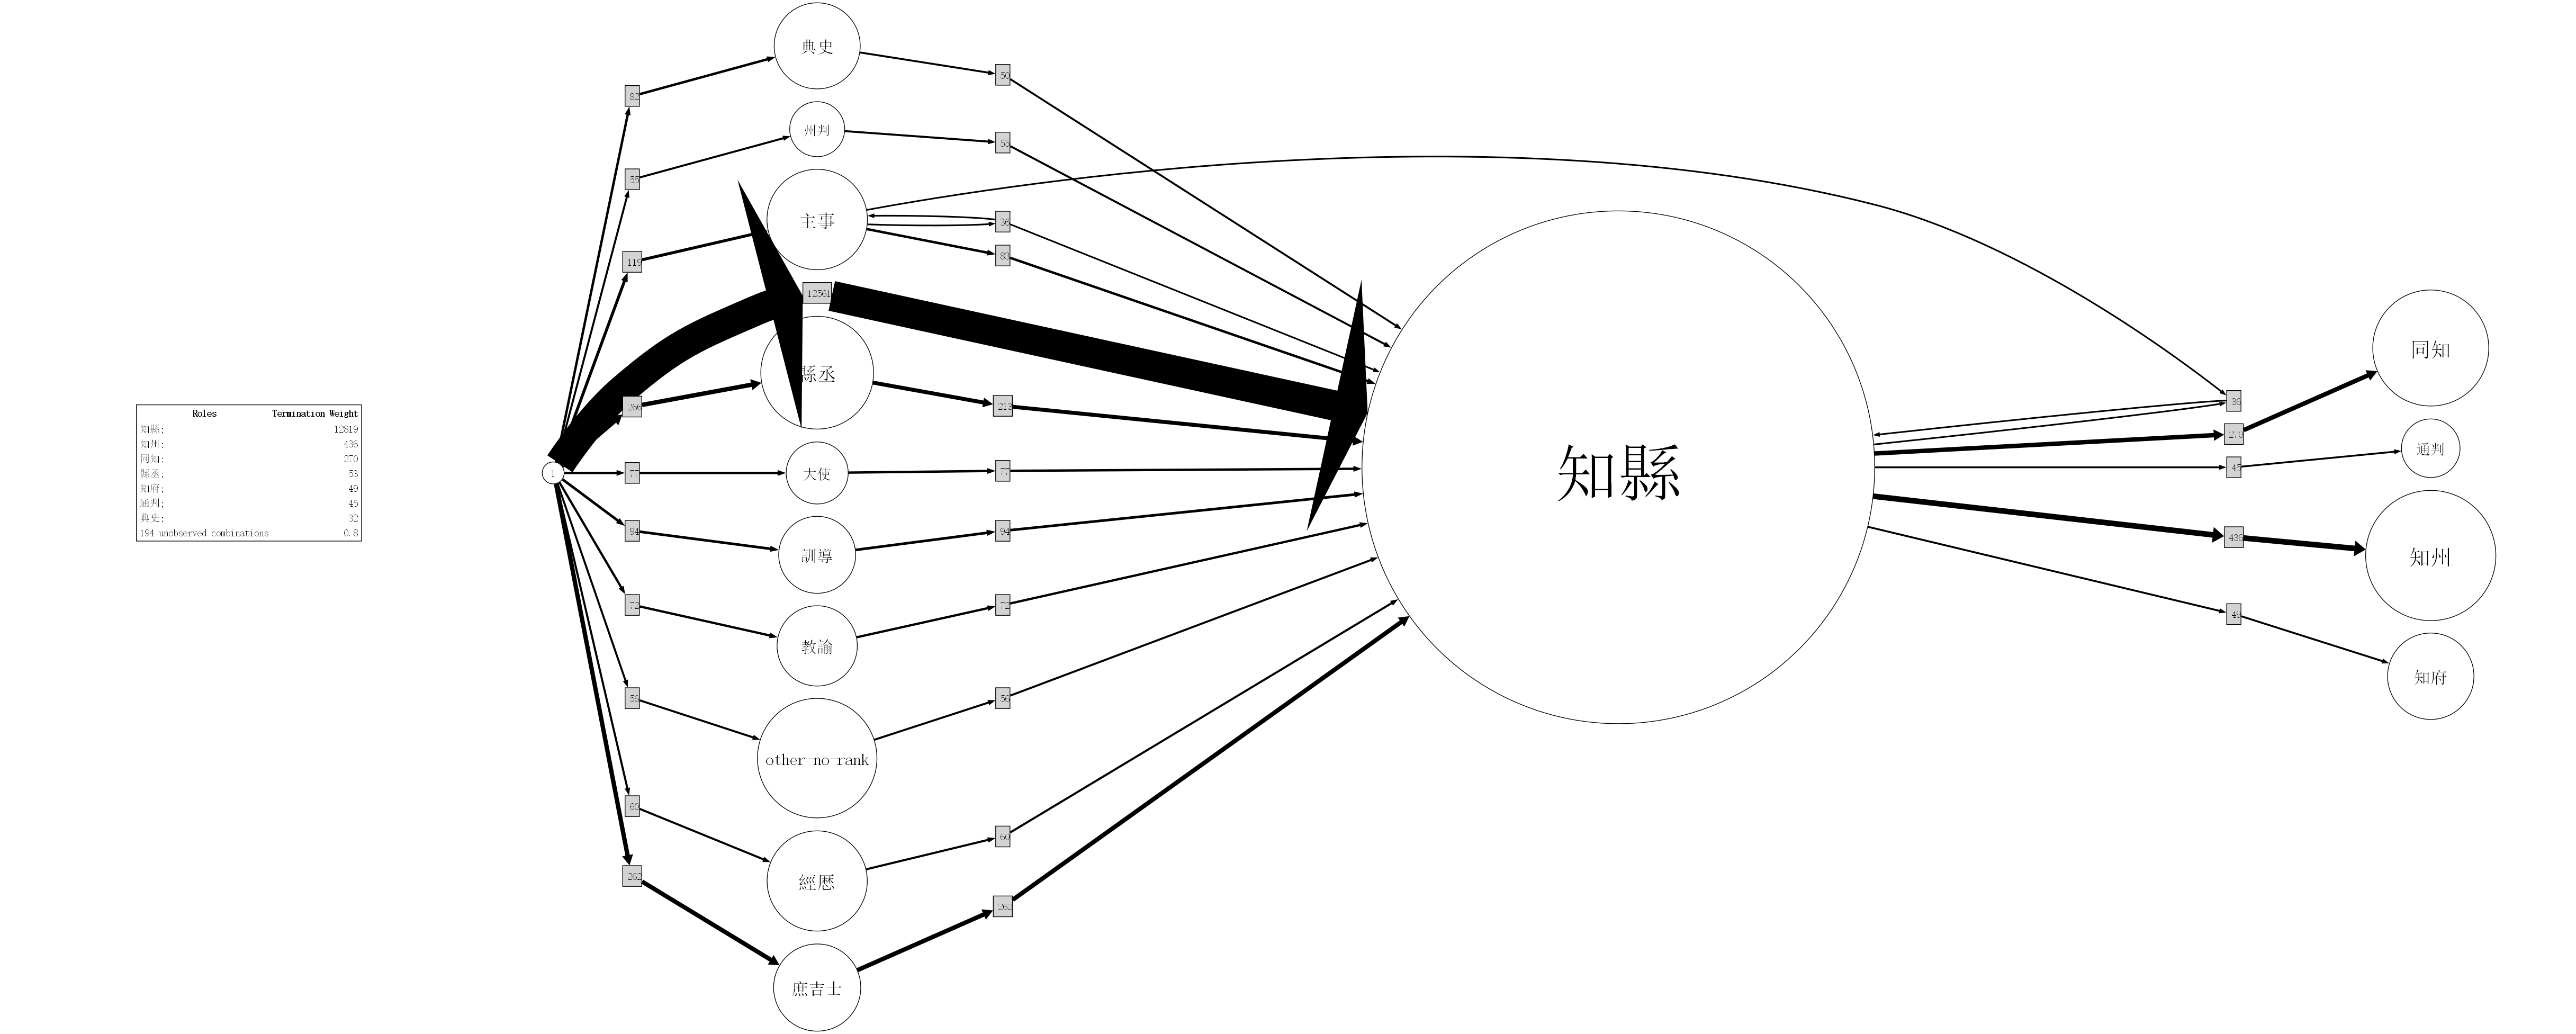 Roles Termination Weight
知縣: 12819
知州: 436
同知: 270
縣丞: 53
知府: 49
通判: 45
典史: 32
194 unobserved combinations 0.8
I
82
55
119
12561
266
77
94
72
56
60
262
典史
州判
主事
縣丞
大使
訓導
教諭
other-no-rank
經歷
庶吉士
50
55
36
83
213
77
94
72
56
60
262
知縣
36
270
45
436
49
同知
通判
知州
知府